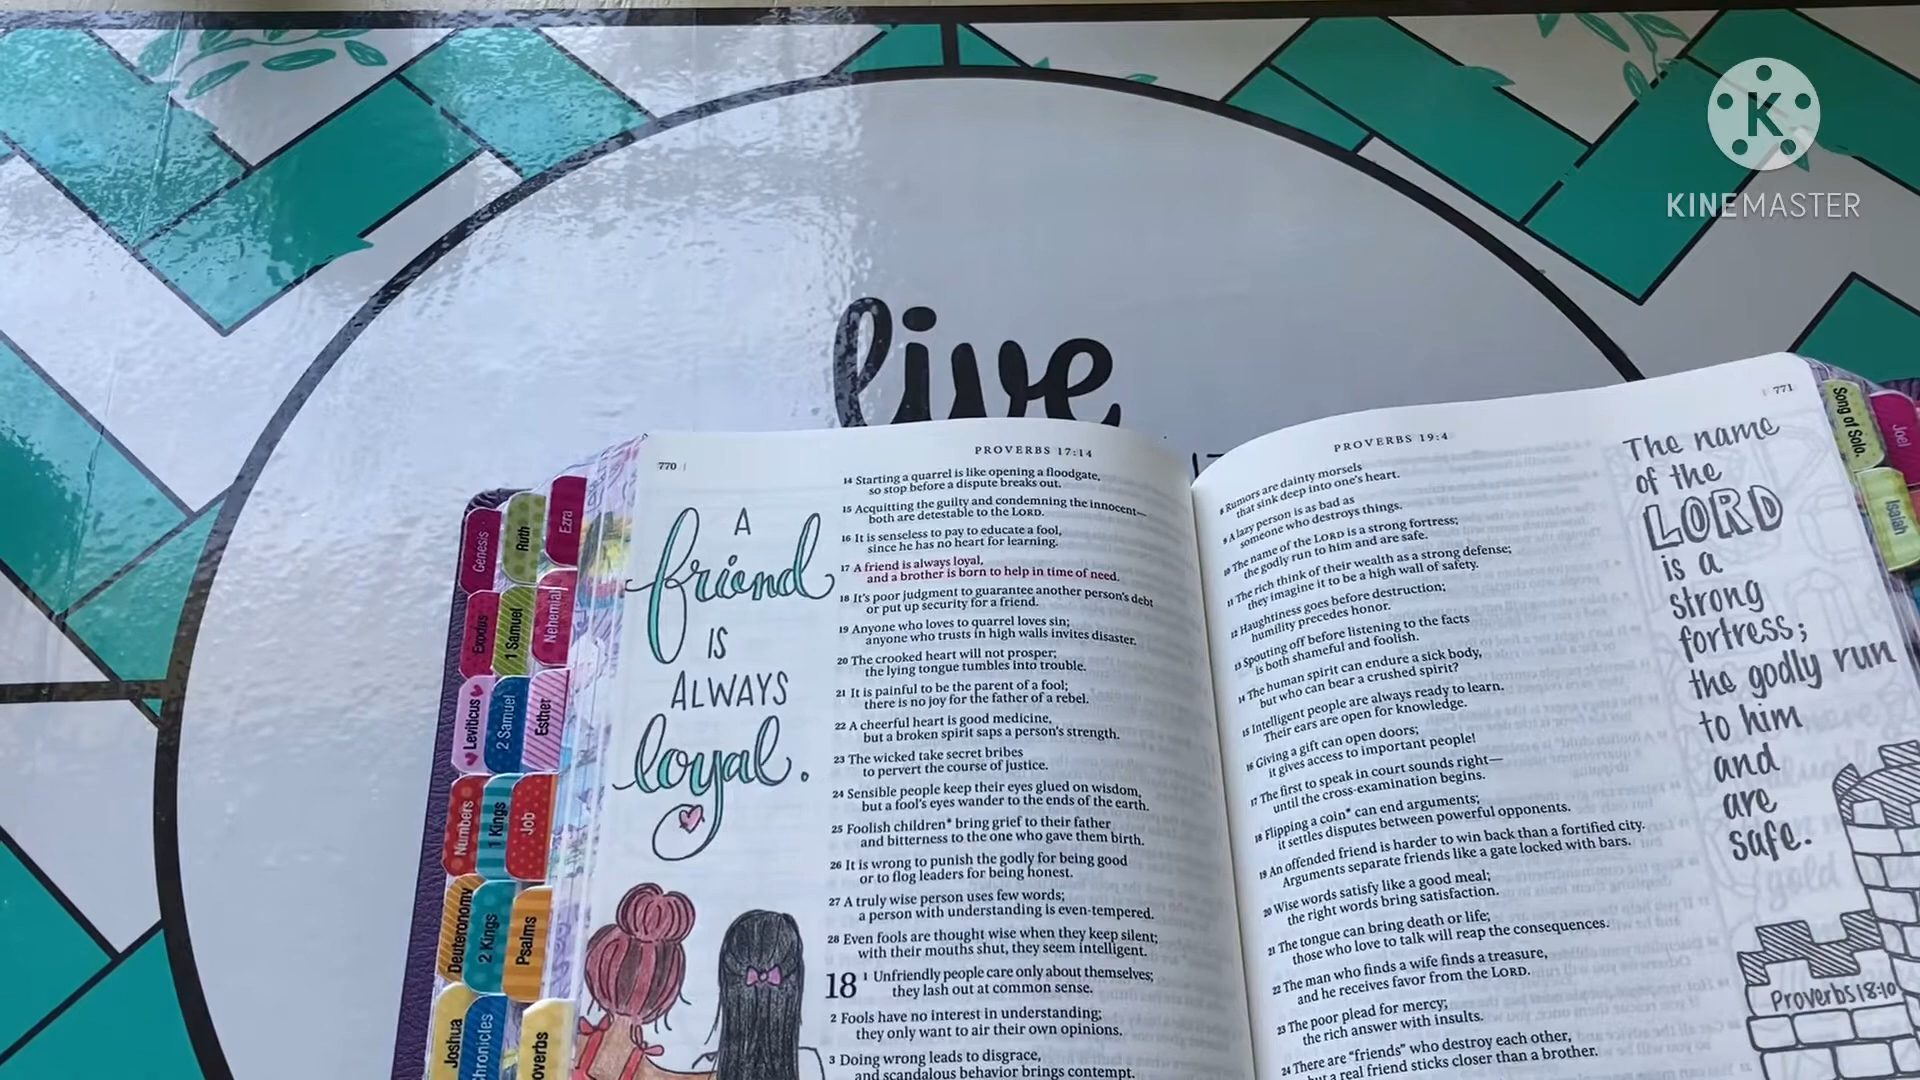 K
KINEMASTER
live
770
PROVERBS 17:14
A
friend
IS
ALWAYS
loyal.
14 Starting a quarrel is like opening a floodgate,
so stop before a dispute breaks out.
15 Acquitting the guilty and condemning the innocent—
both are detestable to the LORD.
16 It is senseless to pay to educate a fool,
since he has no heart for learning.
17 A friend is always loyal,
and a brother is born to help in time of need.
18 It's poor judgment to guarantee another person's debt
or put up security for a friend.
19 Anyone who loves to quarrel loves sin;
anyone who trusts in high walls invites disaster.
20 The crooked heart will not prosper;
the lying tongue tumbles into trouble.
21 It is painful to be the parent of a fool;
there is no joy for the father of a rebel.
22 A cheerful heart is good medicine,
but a broken spirit saps a person's strength.
23 The wicked take secret bribes
to pervert the course of justice.
24 Sensible people keep their eyes glued on wisdom,
but a fool's eyes wander to the ends of the earth.
25 Foolish children* bring grief to their father
and bitterness to the one who gave them birth.
26 It is wrong to punish the godly for being good
or to flog leaders for being honest.
27 A truly wise person uses few words;
a person with understanding is even-tempered.
28 Even fools are thought wise when they keep silent;
with their mouths shut, they seem intelligent.
18 1 Unfriendly people care only about themselves;
they lash out at common sense.
2 Fools have no interest in understanding;
they only want to air their own opinions.
3 Doing wrong leads to disgrace,
and scandalous behavior brings contempt.
PROVERBS 19:4
771
8 Rumors are dainty morsels
that sink deep into one's heart.
9 A lazy person is as bad as
someone who destroys things.
10 The name of the LORD is a strong fortress;
the godly run to him and are safe.
11 The rich think of their wealth as a strong defense;
they imagine it to be a high wall of safety.
12 Haughtiness goes before destruction;
humility precedes honor.
13 Spouting off before listening to the facts
is both shameful and foolish.
14 The human spirit can endure a sick body,
but who can bear a crushed spirit?
15 Intelligent people are always ready to learn.
Their ears are open for knowledge.
16 Giving a gift can open doors;
it gives access to important people!
17 The first to speak in court sounds right—
until the cross-examination begins.
18 Flipping a coin* can end arguments;
it settles disputes between powerful opponents.
19 An offended friend is harder to win back than a fortified city.
Arguments separate friends like a gate locked with bars.
20 Wise words satisfy like a good meal;
the right words bring satisfaction.
21 The tongue can bring death or life;
those who love to talk will reap the consequences.
22 The man who finds a wife finds a treasure,
and he receives favor from the LORD.
23 The poor plead for mercy;
the rich answer with insults.
24 There are "friends" who destroy each other,
but a real friend sticks closer than a brother.
The name
of the
LORD
is a
strong
fortress;
the godly run
to him
and
are
safe.
Proverbs 18:10
Genesis
Ruth
Ezra
Exodus
1 Samuel
Nehemiah
Leviticus
2 Samuel
Esther
Numbers
1 Kings
Job
Deuteronomy
2 Kings
Psalms
Joshua
Chronicles
overbs
Song of Solo.
Joel
Isaiah